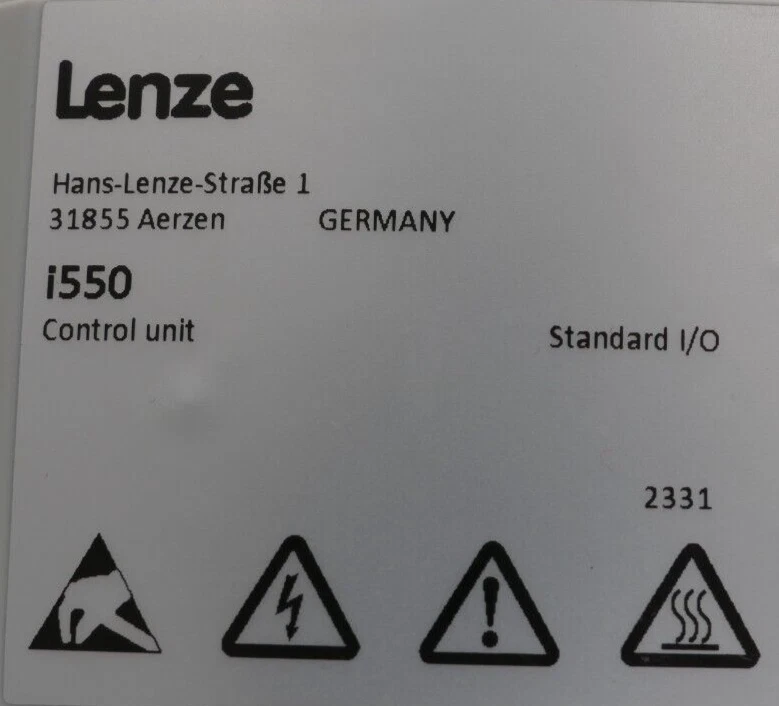 Lenze
Hans-Lenze-Straße 1
31855 Aerzen GERMANY
i550
Control unit Standard I/O
2331